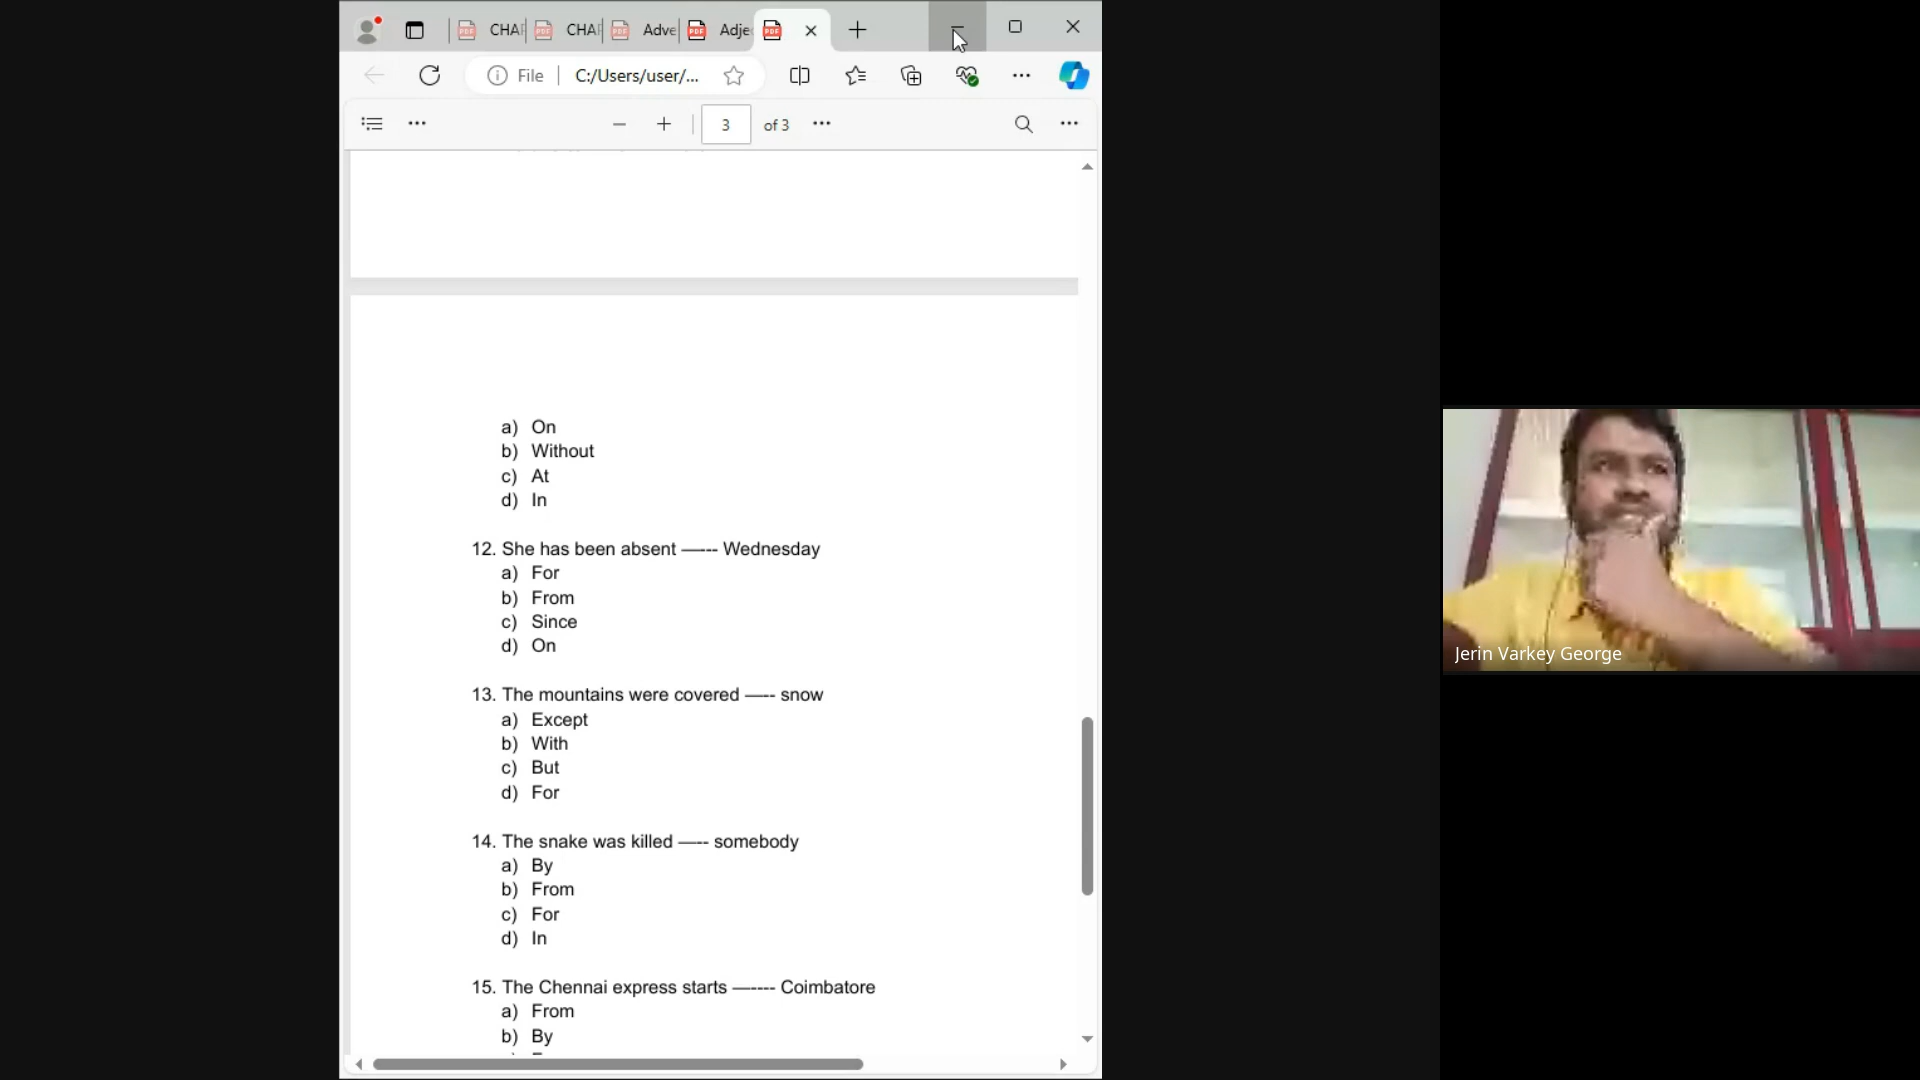 CHA
CHA
Adve
Adje
File
C:/Users/user/...
3 of 3
a) On
b) Without
c) At
d) In
12. She has been absent —--- Wednesday
a) For
b) From
c) Since
d) On
13. The mountains were covered —-- snow
a) Except
b) With
c) But
d) For
14. The snake was killed —-- somebody
a) By
b) From
c) For
d) In
15. The Chennai express starts —---- Coimbatore
a) From
b) By
Jerin Varkey George